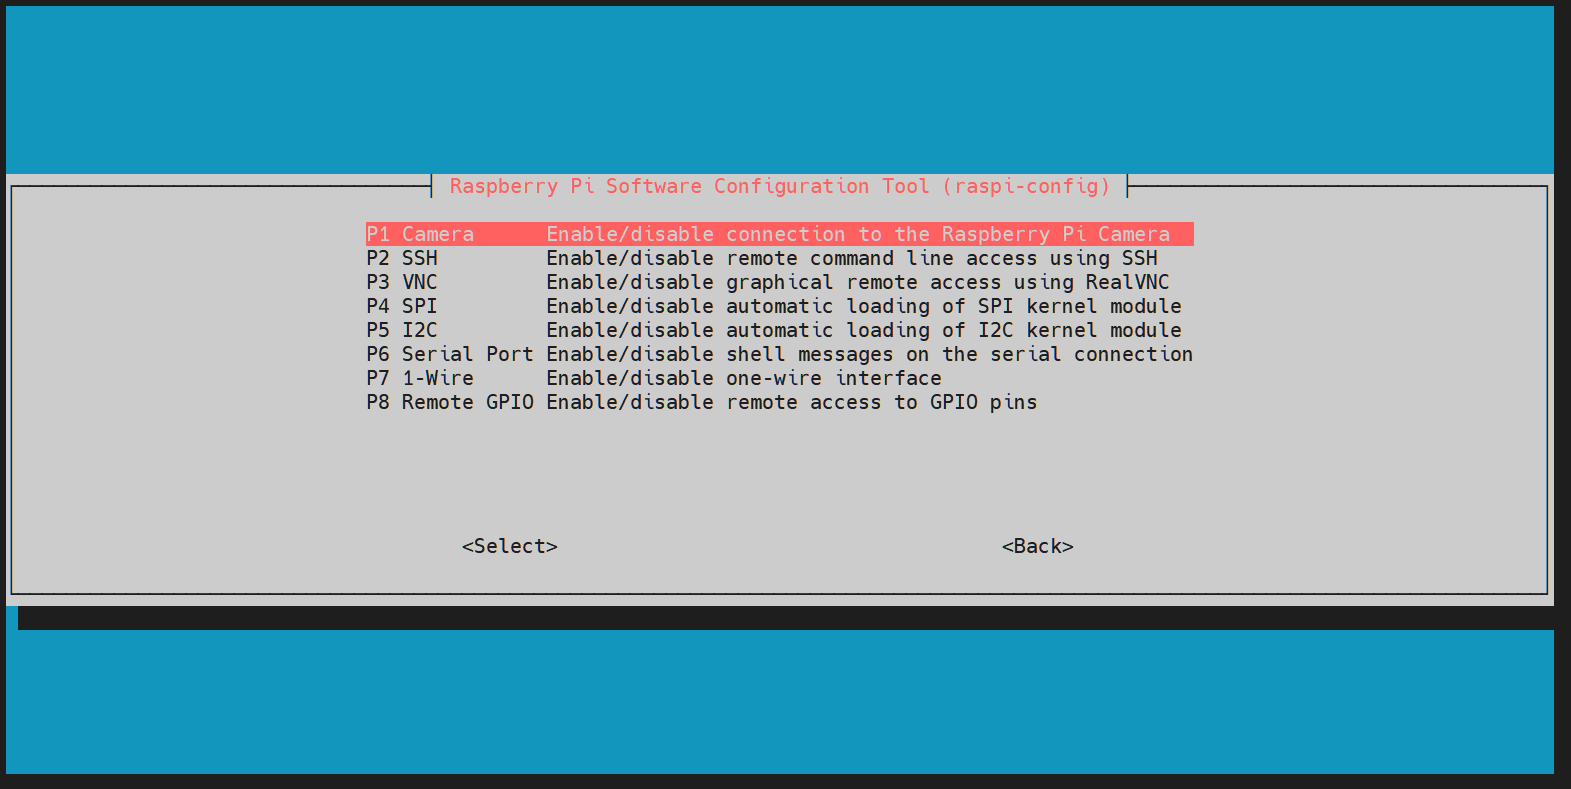 Raspberry Pi Software Configuration Tool (raspi-config)
P1 Camera Enable/disable connection to the Raspberry Pi Camera
P2 SSH Enable/disable remote command line access using SSH
P3 VNC Enable/disable graphical remote access using RealVNC
P4 SPI Enable/disable automatic loading of SPI kernel module
P5 I2C Enable/disable automatic loading of I2C kernel module
P6 Serial Port Enable/disable shell messages on the serial connection
P7 1-Wire Enable/disable one-wire interface
P8 Remote GPIO Enable/disable remote access to GPIO pins
<Select> <Back>